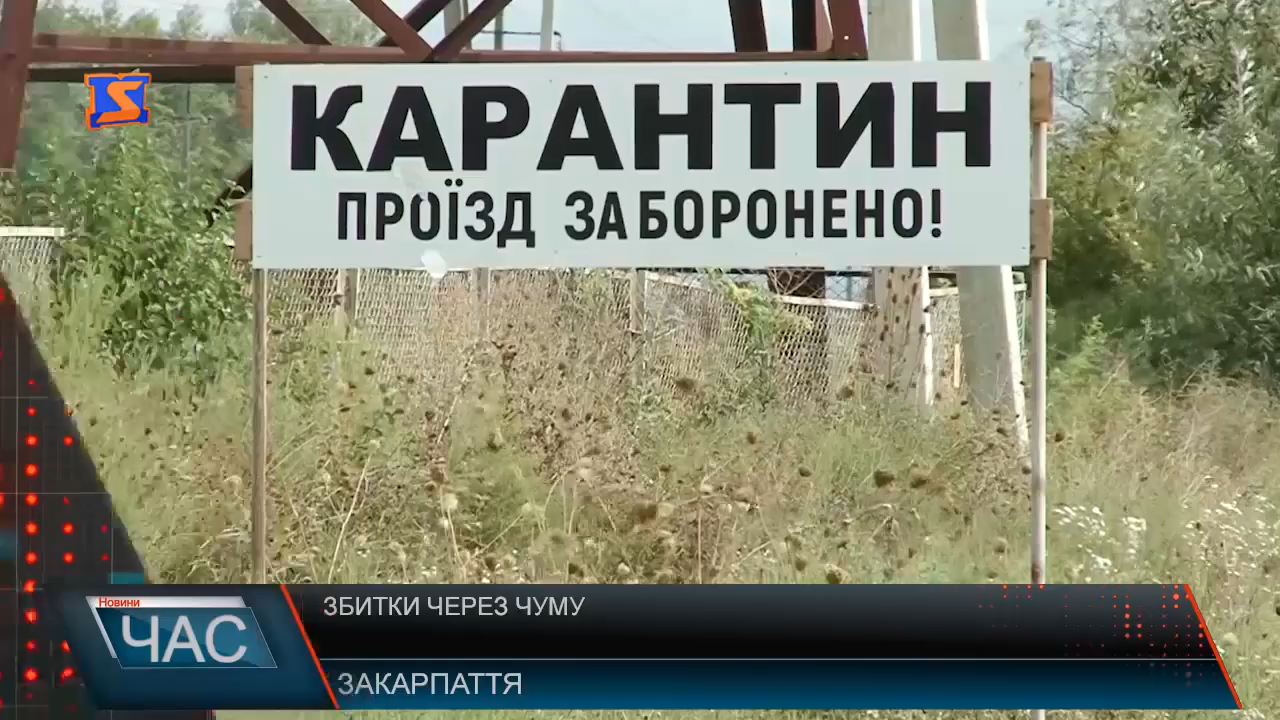 КАРАНТИН
ПРОЇЗД ЗАБОРОНЕНО!
Новини
ЧАС
ЗБИТКИ ЧЕРЕЗ ЧУМУ
ЗАКАРПАТТЯ